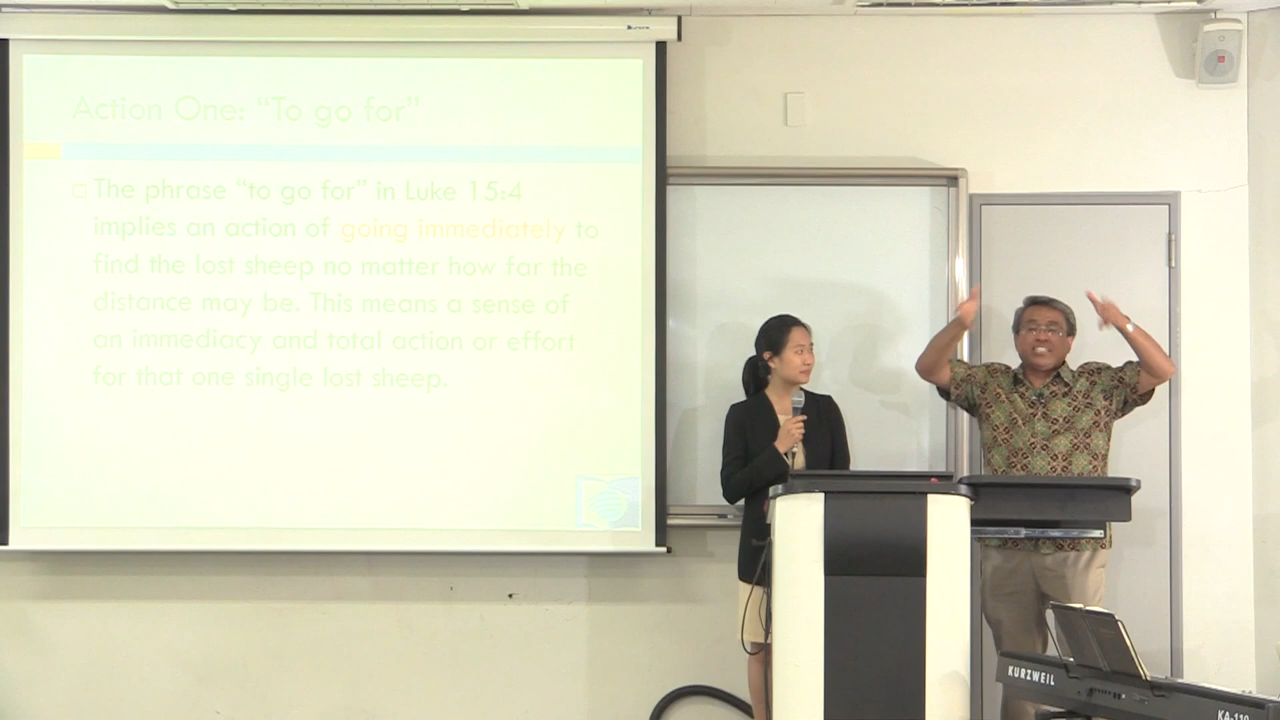 Action One: “To go for”
The phrase “to go for” in Luke 15:4
implies an action of going immediately to
find the lost sheep no matter how far the
distance may be. This means a sense of
an immediacy and total action or effort
for that one single lost sheep.
KURZWEIL
KA-110